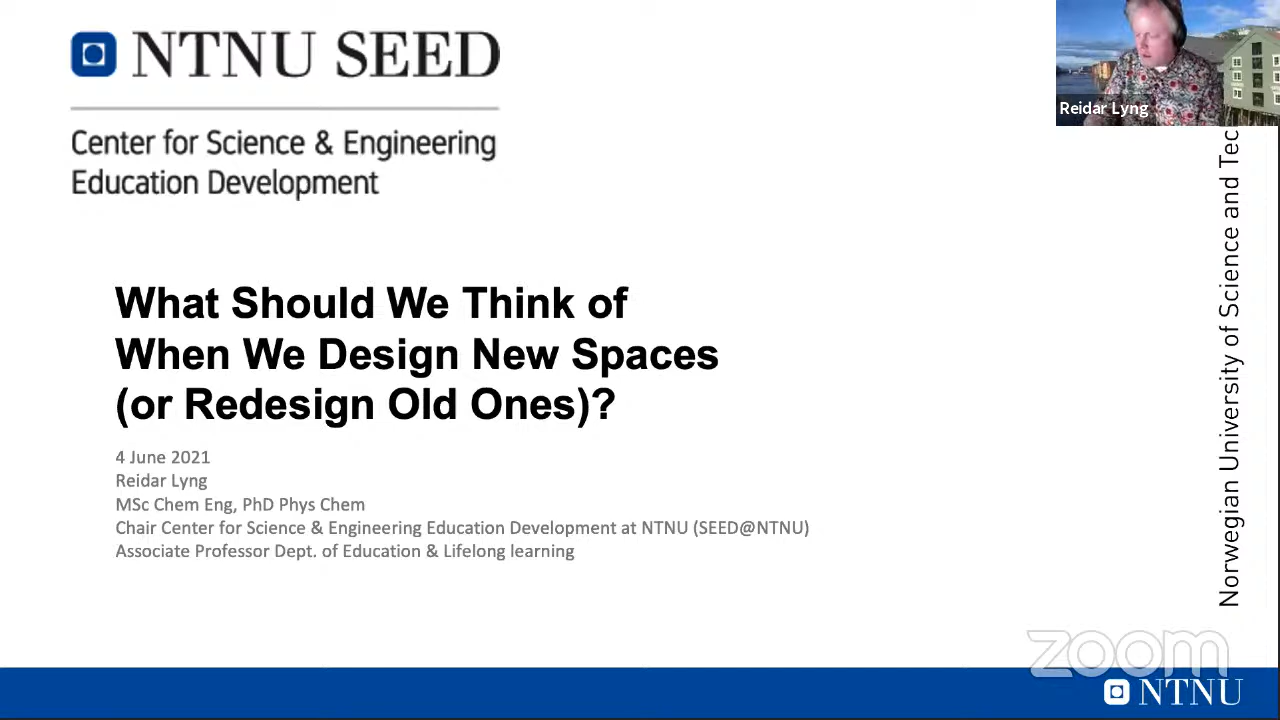 NTNU SEED
Center for Science & Engineering
Education Development
Reidar Lyng
Norwegian University of Science and Tec
What Should We Think of
When We Design New Spaces
(or Redesign Old Ones)?
4 June 2021
Reidar Lyng
MSc Chem Eng, PhD Phys Chem
Chair Center for Science & Engineering Education Development at NTNU (SEED@NTNU)
Associate Professor Dept. of Education & Lifelong learning
zoom
NTNU